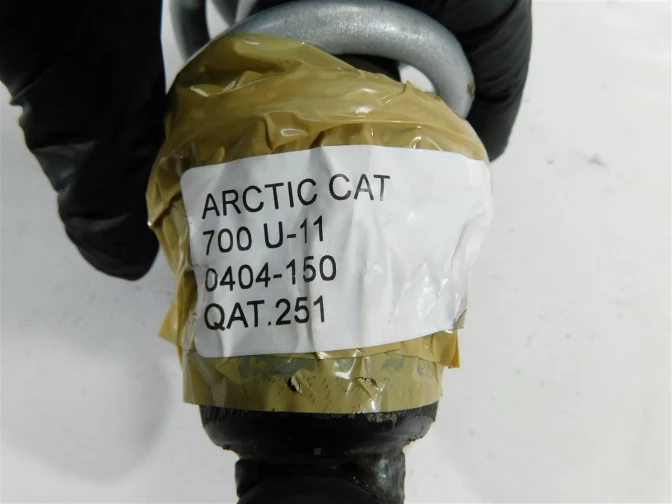 ARCTIC CAT
700 U-11
0404-150
QAT.251